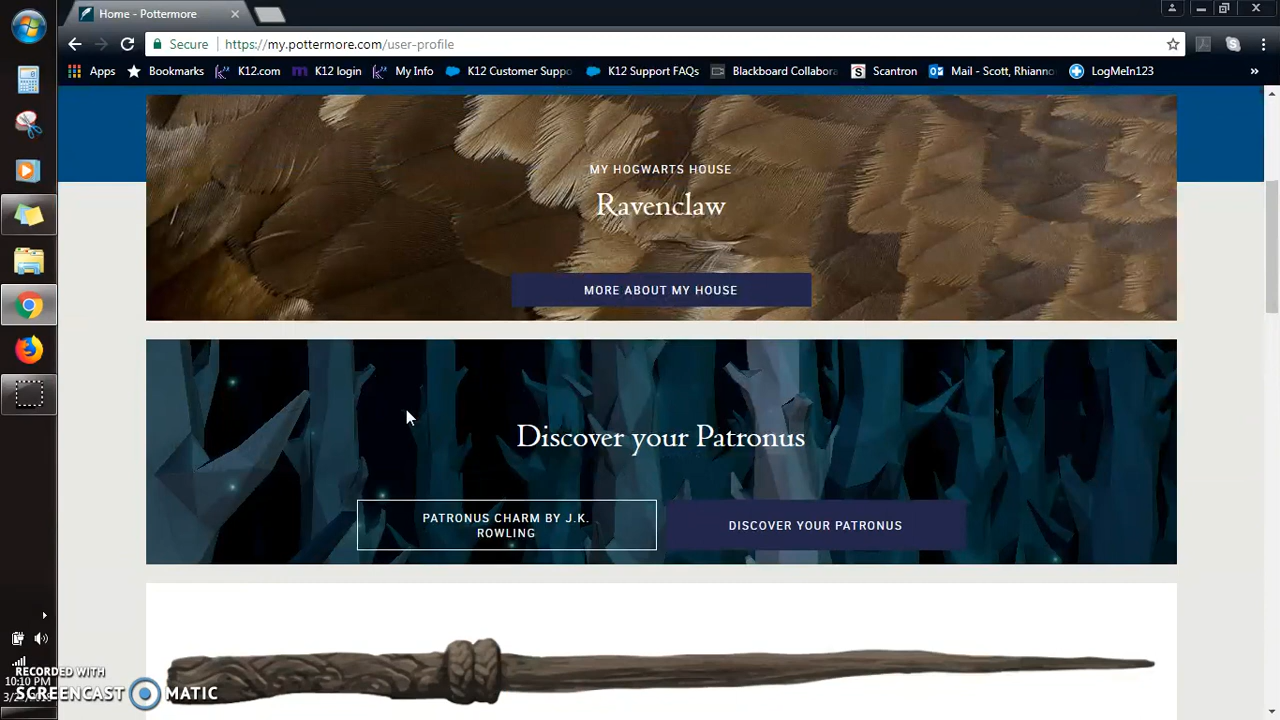 Home - Pottermore
Secure https://my.pottermore.com/user-profile
Apps Bookmarks K12.com K12 login My Info K12 Customer Suppo K12 Support FAQs Blackboard Collabora Scantron Mail - Scott, Rhianno LogMeIn123 »
MY HOGWARTS HOUSE
Ravenclaw
MORE ABOUT MY HOUSE
Discover your Patronus
PATRONUS CHARM BY J.K.
ROWLING
DISCOVER YOUR PATRONUS
RECORDED WITH
SCREENCAST MATIC
10:10 PM